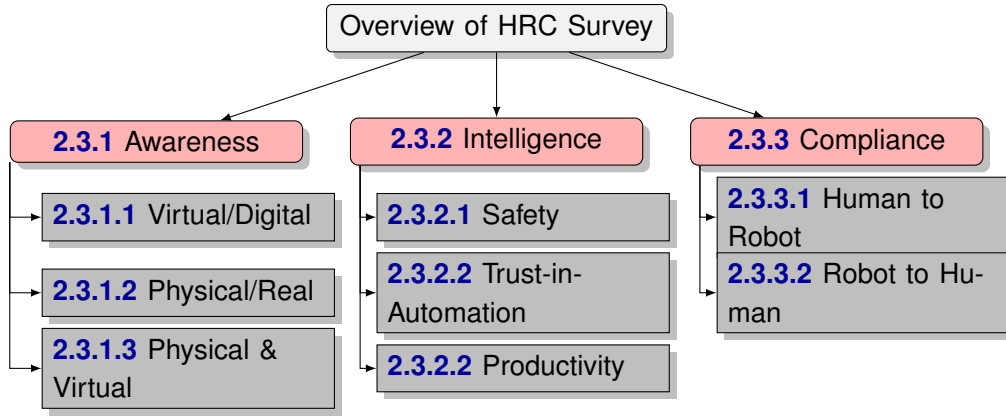 Overview of HRC Survey
2.3.1 Awareness
2.3.2 Intelligence
2.3.3 Compliance
2.3.1.1 Virtual/Digital
2.3.1.2 Physical/Real
2.3.1.3 Physical &
Virtual
2.3.2.1 Safety
2.3.2.2 Trust-in-
Automation
2.3.2.2 Productivity
2.3.3.1 Human to
Robot
2.3.3.2 Robot to Hu-
man